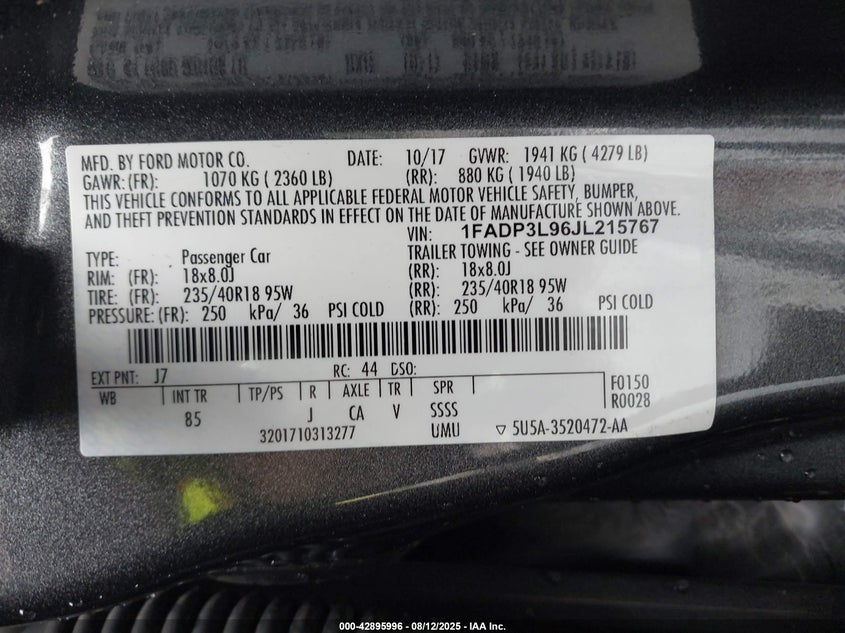 MFD. BY FORD MOTOR CO. DATE: 10/17 GVWR: 1941 KG ( 4279 LB)
GAWR: (FR): 1070 KG ( 2360 LB) (RR): 880 KG ( 1940 LB)
THIS VEHICLE CONFORMS TO ALL APPLICABLE FEDERAL MOTOR VEHICLE SAFETY, BUMPER,
AND THEFT PREVENTION STANDARDS IN EFFECT ON THE DATE OF MANUFACTURE SHOWN ABOVE.
VIN: 1FADP3L96JL215767
TYPE: Passenger Car TRAILER TOWING - SEE OWNER GUIDE
RIM: (FR): 18x8.0J (RR): 18x8.0J
TIRE: (FR): 235/40R18 95W (RR): 235/40R18 95W
PRESSURE: (FR): 250 kPa/ 36 PSI COLD (RR): 250 kPa/ 36 PSI COLD
EXT PNT: J7 RC: 44 DSO:
WB INT TR TP/PS R AXLE TR SPR F0150
85 J CA V SSSS R0028
3201710313277 UMU ▽ 5U5A-3520472-AA
000-42895996 - 08/12/2025 - IAA Inc.